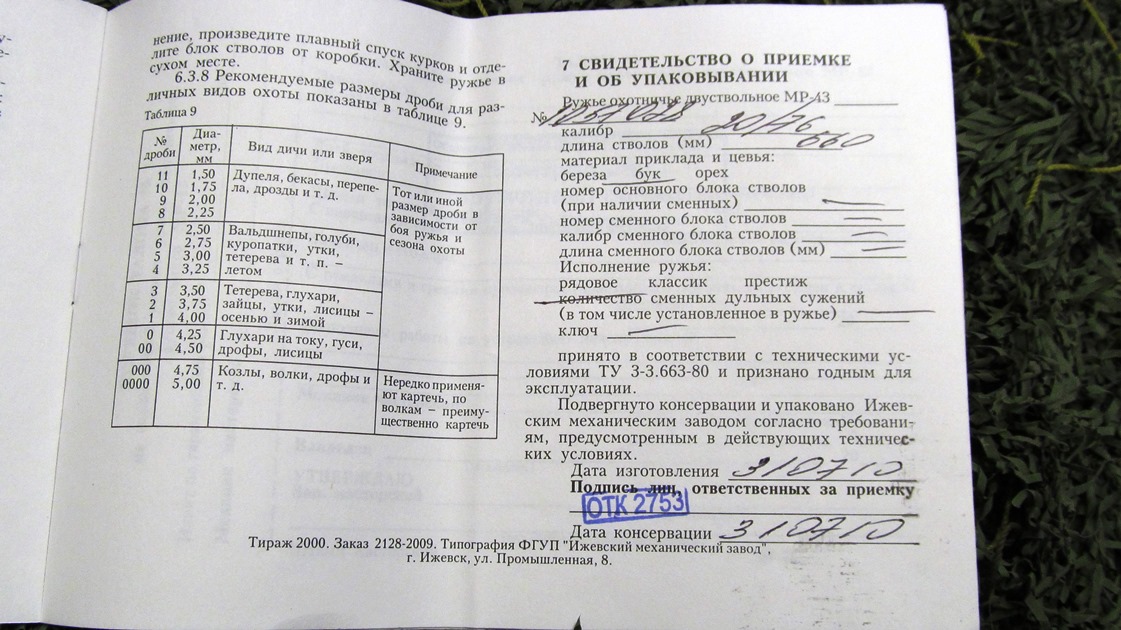 нение, произведите плавный спуск курков и отде-
лите блок стволов от коробки. Храните ружье в
сухом месте.
6.3.8 Рекомендуемые размеры дроби для раз-
личных видов охоты показаны в таблице 9.
Таблица 9
№ дроби
Диа-метр, мм
Вид дичи или зверя
Примечание
11 1,50 Дупеля, бекасы, перепе-
10 1,75 ла, дрозды и т. д.
9 2,00
8 2,25
Тот или иной
размер дроби в
зависимости от
боя ружья и
сезона охоты
7 2,50 Вальдшнепы, голуби,
6 2,75 куропатки, утки,
5 3,00 тетерева и т. п. –
4 3,25 летом
3 3,50 Тетерева, глухари,
2 3,75 зайцы, утки, лисицы –
1 4,00 осенью и зимой
0 4,25 Глухари на току, гуси,
00 4,50 дрофы, лисицы
000 4,75 Козлы, волки, дрофы и
0000 5,00 т. д.
Нередко применя-
ют картечь, по
волкам – преиму-
щественно картечь
7 СВИДЕТЕЛЬСТВО О ПРИЕМКЕ
И ОБ УПАКОВЫВАНИИ
Ружье охотничье двуствольное МР-43
№
калибр 20/76
длина стволов (мм) 660
материал приклада и цевья:
береза бук орех
номер основного блока стволов
(при наличии сменных)
номер сменного блока стволов
калибр сменного блока стволов
длина сменного блока стволов (мм)
Исполнение ружья:
рядовое классик престиж
количество сменных дульных сужений
(в том числе установленное в ружье)
ключ
принято в соответствии с техническими ус-
ловиями ТУ 3-3.663-80 и признано годным для
эксплуатации.
Подвергнуто консервации и упаковано Ижев-
ским механическим заводом согласно требовани-
ям, предусмотренным в действующих техничес-
ких условиях.
Дата изготовления 310710
Подпись лиц, ответственных за приемку
ОТК 2753
Дата консервации 310710
Тираж 2000. Заказ 2128-2009. Типография ФГУП "Ижевский механический завод",
г. Ижевск, ул. Промышленная, 8.